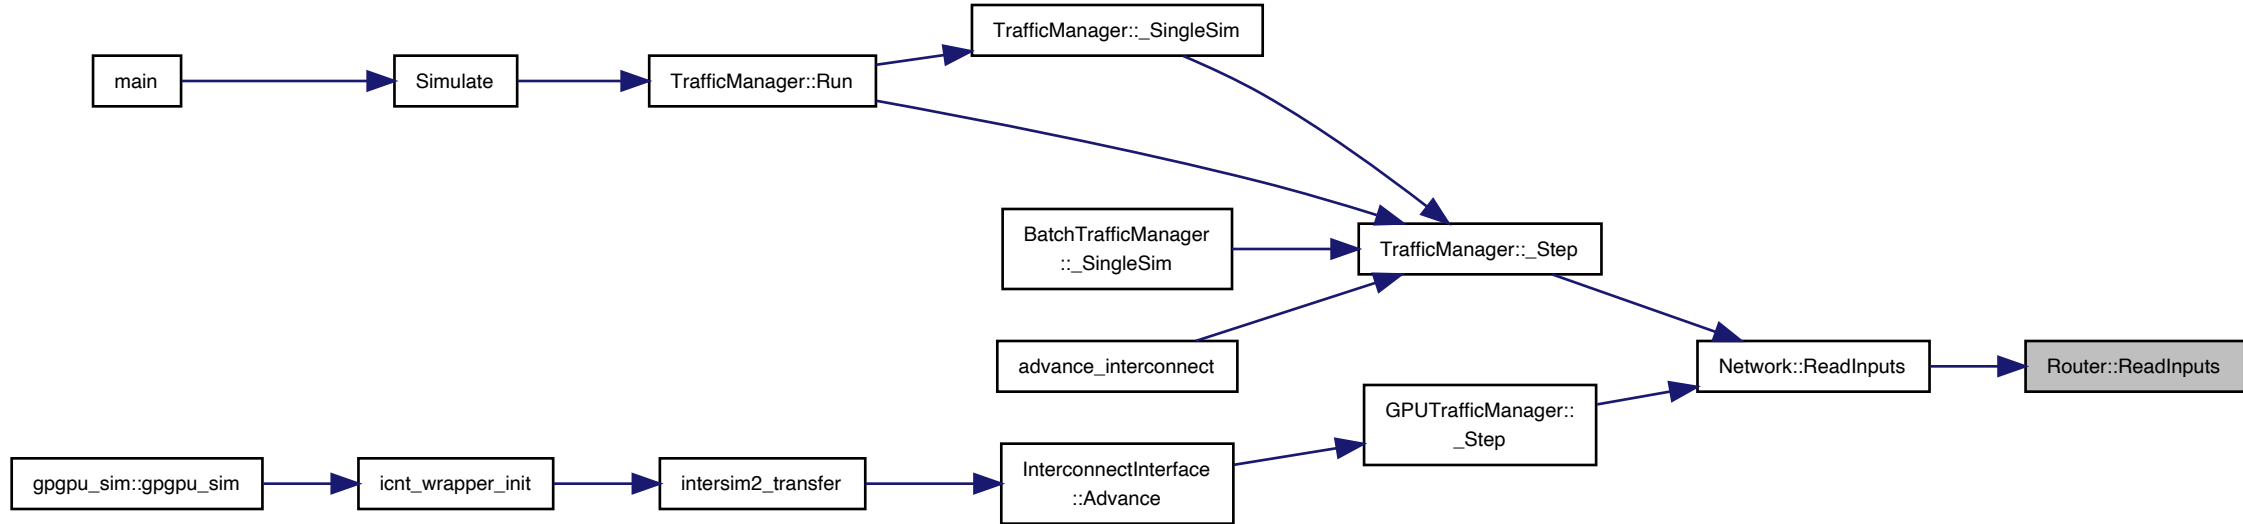 TrafficManager::_SingleSim
main
Simulate
TrafficManager::Run
BatchTrafficManager
::_SingleSim
TrafficManager::_Step
advance_interconnect
Network::ReadInputs
Router::ReadInputs
GPUTrafficManager::
_Step
gpgpu_sim::gpgpu_sim
icnt_wrapper_init
intersim2_transfer
InterconnectInterface
::Advance